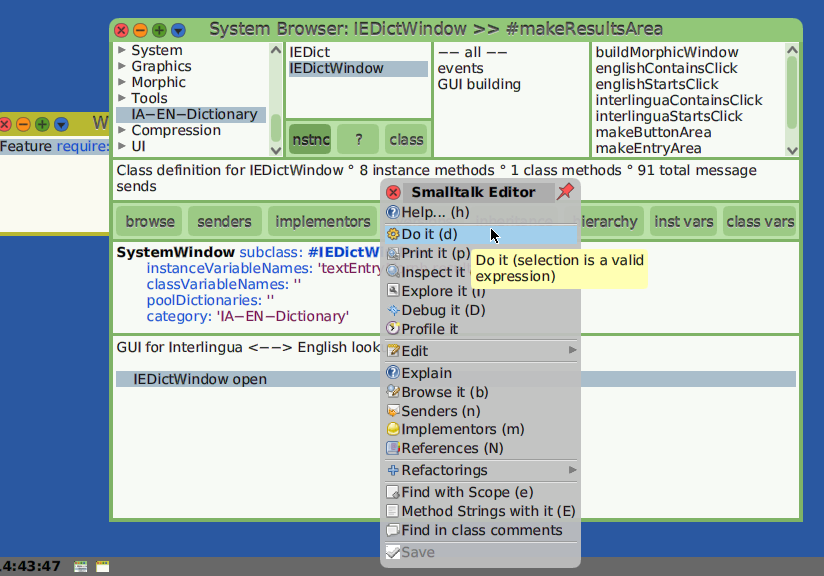 System Browser: IEDictWindow >> #makeResultsArea
System
Graphics
Morphic
Tools
IA−EN−Dictionary
Compression
UI
IEDict
IEDictWindow
nstnc
?
class
−− all −−
events
GUI building
buildMorphicWindow
englishContainsClick
englishStartsClick
interlinguaContainsClick
interlinguaStartsClick
makeButtonArea
makeEntryArea
W
Feature require:
Class definition for IEDictWindow ° 8 instance methods ° 1 class methods ° 91 total message
sends
browse
senders
implementors
inheritance
hierarchy
inst vars
class vars
SystemWindow subclass: #IEDictW
instanceVariableNames: 'textEntry
classVariableNames: ''
poolDictionaries: ''
category: 'IA−EN−Dictionary'
GUI for Interlingua <−−> English look
IEDictWindow open
Smalltalk Editor
Help... (h)
Do it (d)
Print it (p)
Inspect it
Explore it (I)
Debug it (D)
Profile it
Edit
Explain
Browse it (b)
Senders (n)
Implementors (m)
References (N)
Refactorings
Find with Scope (e)
Method Strings with it (E)
Find in class comments
Save
Do it (selection is a valid
expression)
4:43:47